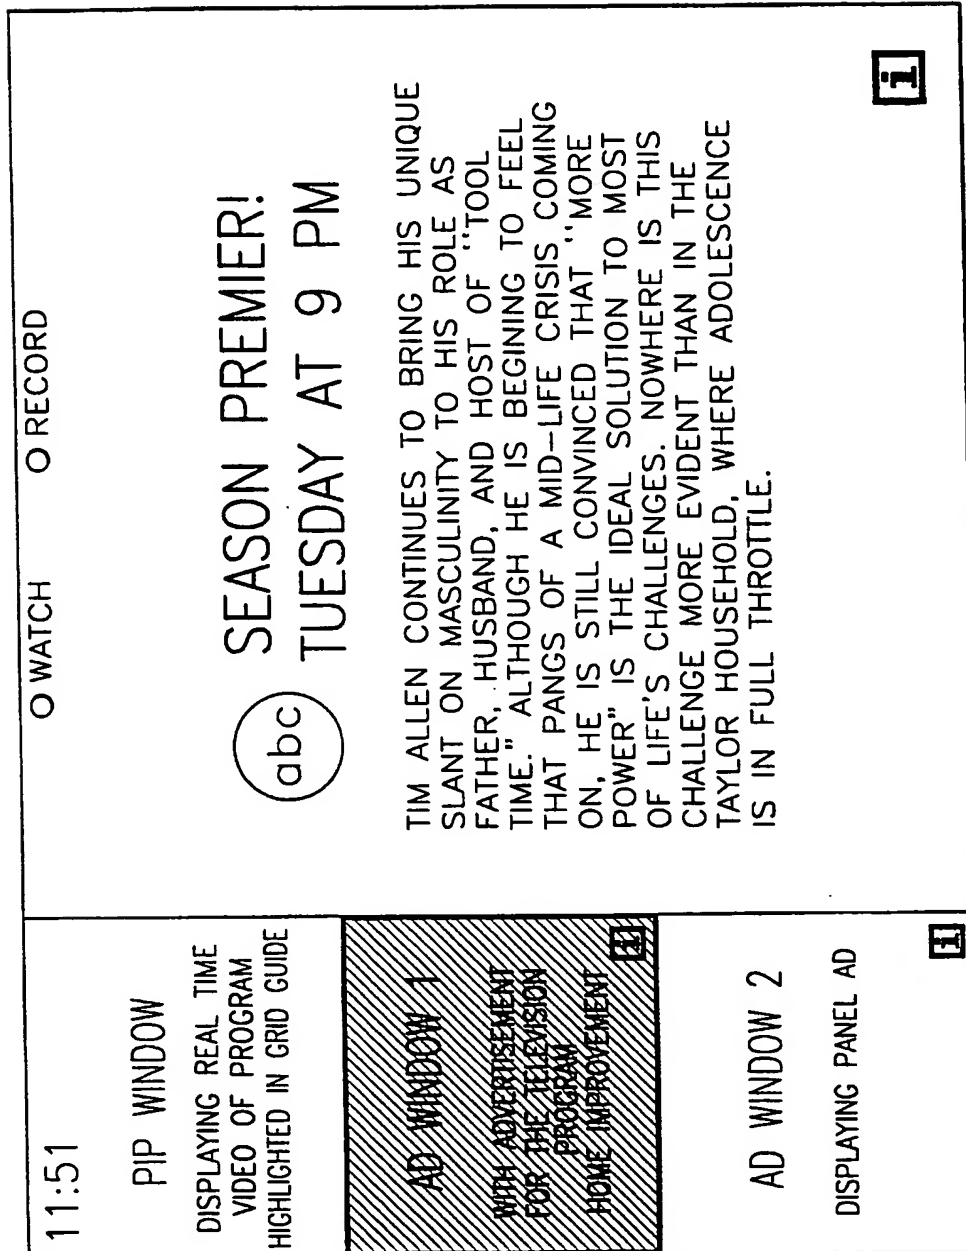 11:51
PIP WINDOW
DISPLAYING REAL TIME
VIDEO OF PROGRAM
HIGHLIGHTED IN GRID GUIDE
AD WINDOW 1
WITH ADVERTISEMENT
FOR THE TELEVISION
PROGRAM
HOME IMPROVEMENT
i
AD WINDOW 2
DISPLAYING PANEL AD
i
O WATCH O RECORD
abc
SEASON PREMIER!
TUESDAY AT 9 PM
TIM ALLEN CONTINUES TO BRING HIS UNIQUE
SLANT ON MASCULINITY TO HIS ROLE AS
FATHER, HUSBAND, AND HOST OF "TOOL
TIME." ALTHOUGH HE IS BEGINING TO FEEL
THAT PANGS OF A MID-LIFE CRISIS COMING
ON, HE IS STILL CONVINCED THAT "MORE
POWER" IS THE IDEAL SOLUTION TO MOST
OF LIFE'S CHALLENGES. NOWHERE IS THIS
CHALLENGE MORE EVIDENT THAN IN THE
TAYLOR HOUSEHOLD, WHERE ADOLESCENCE
IS IN FULL THROTTLE.
i